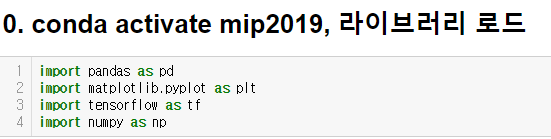 0. conda activate mip2019, 라이브러리 로드
1 import pandas as pd
2 import matplotlib.pyplot as plt
3 import tensorflow as tf
4 import numpy as np